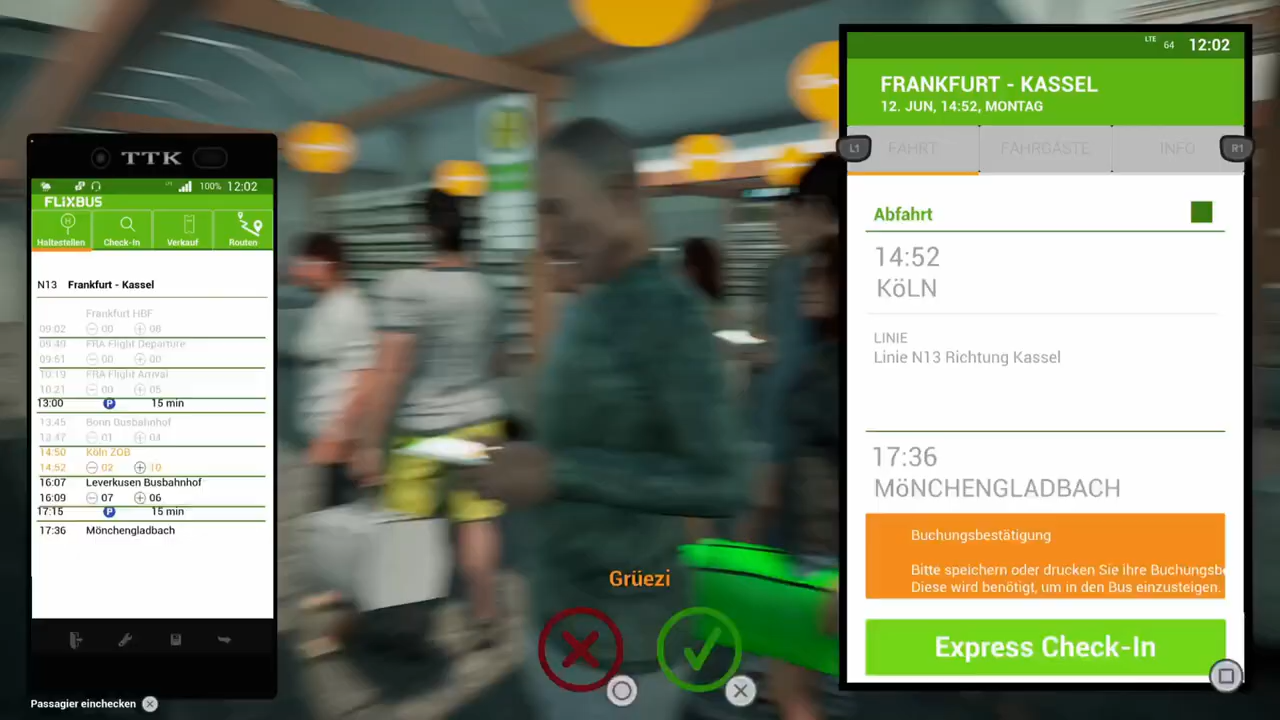 TTK
100% 12:02
FLiXBUS
Haltestellen Check-In Verkauf Routen
N13 Frankfurt - Kassel
Frankfurt HBF
09:02 00 08
09:49 FRA Flight Departure
09:51 00 00
10:19 FRA Flight Arrival
10:21 00 05
13:00 P 15 min
13:45 Bonn Busbahnhof
13:47 01 04
14:50 Köln ZOB
14:52 02 10
16:07 Leverkusen Busbahnhof
16:09 07 06
17:15 P 15 min
17:36 Mönchengladbach
Passagier einchecken
Grüezi
LTE 64 12:02
FRANKFURT - KASSEL
12. JUN, 14:52, MONTAG
L1 FAHRT FAHRGÄSTE INFO R1
Abfahrt
14:52
KöLN
LINIE
Linie N13 Richtung Kassel
17:36
MöNCHENGLADBACH
Buchungsbestätigung
Bitte speichern oder drucken Sie ihre Buchungsbe
Diese wird benötigt, um in den Bus einzusteigen.
Express Check-In